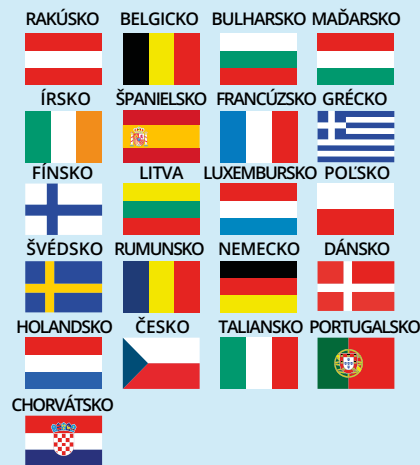 RAKÚSKO BELGICKO BULHARSKO MAĎARSKO
ÍRSKO ŠPANIELSKO FRANCÚZSKO GRÉCKO
FÍNSKO LITVA LUXEMBURSKO POĽSKO
ŠVÉDSKO RUMUNSKO NEMECKO DÁNSKO
HOLANDSKO ČESKO TALIANSKO PORTUGALSKO
CHORVÁTSKO